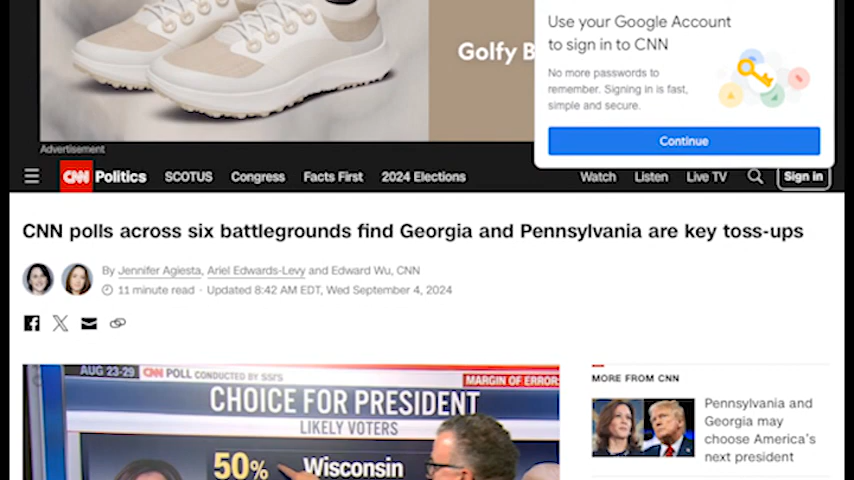 Golfy B
Use your Google Account
to sign in to CNN
No more passwords to
remember. Signing in is fast,
simple and secure.
Continue
Advertisement
CNN Politics SCOTUS Congress Facts First 2024 Elections Watch Listen Live TV Sign in
CNN polls across six battlegrounds find Georgia and Pennsylvania are key toss-ups
By Jennifer Agiesta, Ariel Edwards-Levy and Edward Wu, CNN
11 minute read · Updated 8:42 AM EDT, Wed September 4, 2024
AUG 23-29 CNN POLL CONDUCTED BY SSRS
MARGIN OF ERROR:
CHOICE FOR PRESIDENT
LIKELY VOTERS
50% Wisconsin
MORE FROM CNN
Pennsylvania and
Georgia may
choose America's
next president